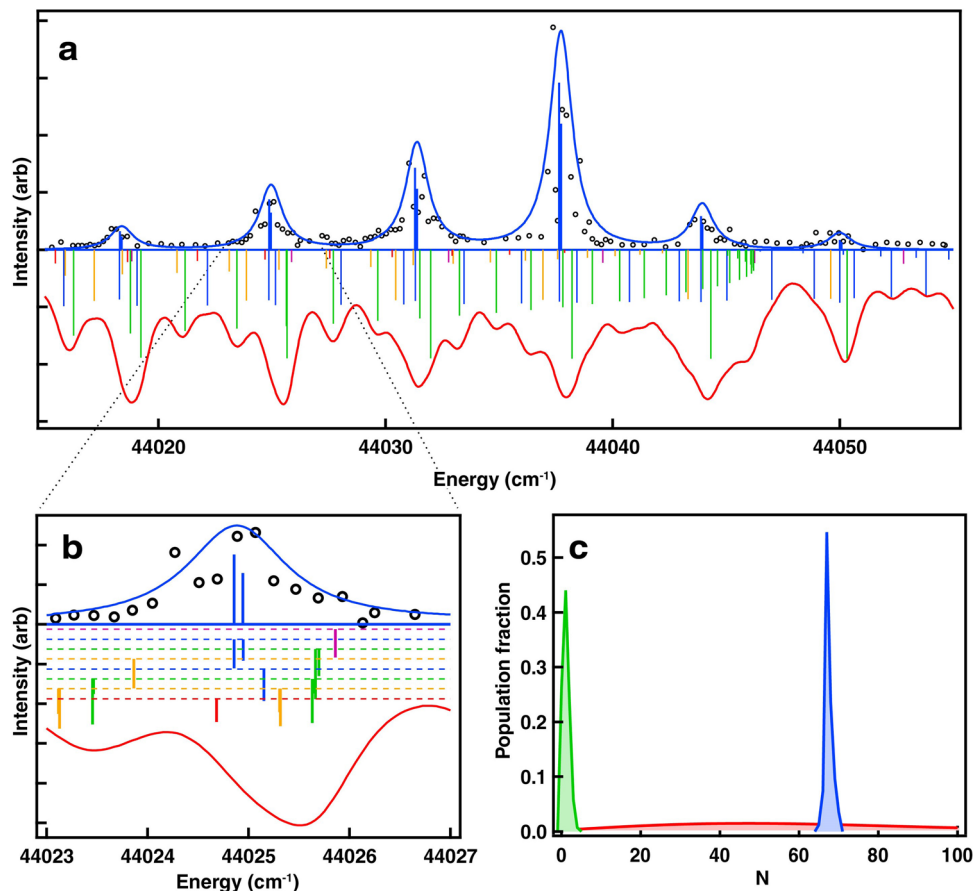 a
Intensity (arb)
44020 44030 44040 44050
Energy (cm⁻¹)
b
Intensity (arb)
44023 44024 44025 44026 44027
Energy (cm⁻¹)
c
Population fraction
0.5
0.4
0.3
0.2
0.1
0.0
0 20 40 60 80 100
N